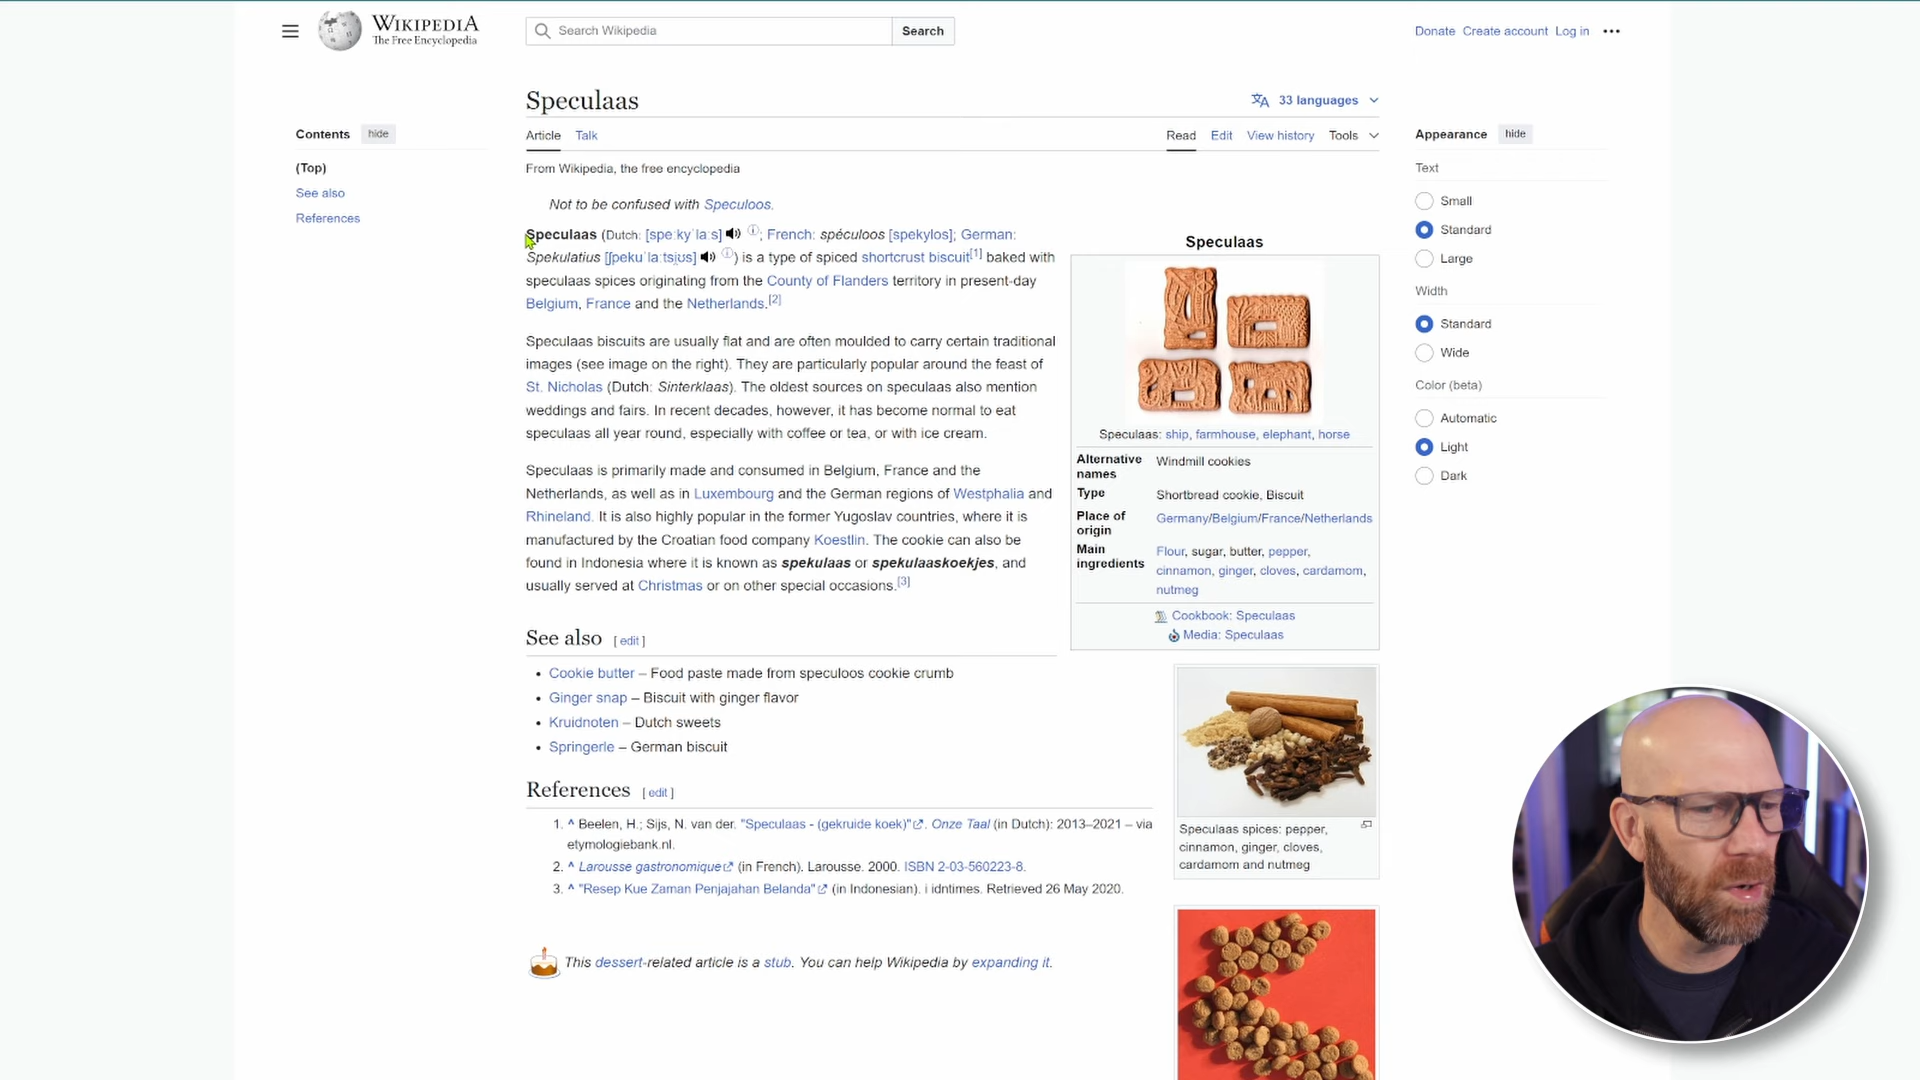 WIKIPEDIA
The Free Encyclopedia
Search Wikipedia
Search
Donate Create account Log in
Speculaas
33 languages
Contents hide
(Top)
See also
References
Article Talk
Read Edit View history Tools
From Wikipedia, the free encyclopedia
Not to be confused with Speculoos.
Speculaas (Dutch: [speːkyˈlaːs] ; French: spéculoos [spekylos]; German:
Spekulatius [ʃpekuˈlaːtsi̯ʊs] ) is a type of spiced shortcrust biscuit[1] baked with
speculaas spices originating from the County of Flanders territory in present-day
Belgium, France and the Netherlands.[2]
Speculaas biscuits are usually flat and are often moulded to carry certain traditional
images (see image on the right). They are particularly popular around the feast of
St. Nicholas (Dutch: Sinterklaas). The oldest sources on speculaas also mention
weddings and fairs. In recent decades, however, it has become normal to eat
speculaas all year round, especially with coffee or tea, or with ice cream.
Speculaas is primarily made and consumed in Belgium, France and the
Netherlands, as well as in Luxembourg and the German regions of Westphalia and
Rhineland. It is also highly popular in the former Yugoslav countries, where it is
manufactured by the Croatian food company Koestlin. The cookie can also be
found in Indonesia where it is known as spekulaas or spekulaaskoekjes, and
usually served at Christmas or on other special occasions.[3]
See also [ edit ]
• Cookie butter – Food paste made from speculoos cookie crumb
• Ginger snap – Biscuit with ginger flavor
• Kruidnoten – Dutch sweets
• Springerle – German biscuit
References [ edit ]
1. ^ Beelen, H.; Sijs, N. van der. "Speculaas - (gekruide koek)". Onze Taal (in Dutch): 2013–2021 – via
etymologiebank.nl.
2. ^ Larousse gastronomique (in French). Larousse. 2000. ISBN 2-03-560223-8.
3. ^ "Resep Kue Zaman Penjajahan Belanda" (in Indonesian). i idntimes. Retrieved 26 May 2020.
This dessert-related article is a stub. You can help Wikipedia by expanding it.
Speculaas
Speculaas: ship, farmhouse, elephant, horse
Alternative names Windmill cookies
Type Shortbread cookie, Biscuit
Place of origin Germany/Belgium/France/Netherlands
Main ingredients Flour, sugar, butter, pepper,
cinnamon, ginger, cloves, cardamom,
nutmeg
Cookbook: Speculaas
Media: Speculaas
Speculaas spices: pepper,
cinnamon, ginger, cloves,
cardamom and nutmeg
Appearance hide
Text
Small
Standard
Large
Width
Standard
Wide
Color (beta)
Automatic
Light
Dark